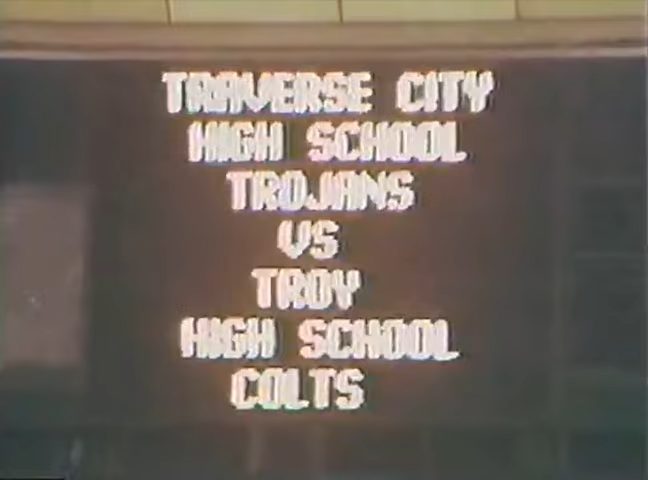 TRAVERSE CITY
HIGH SCHOOL
TROJANS
VS
TROY
HIGH SCHOOL
COLTS